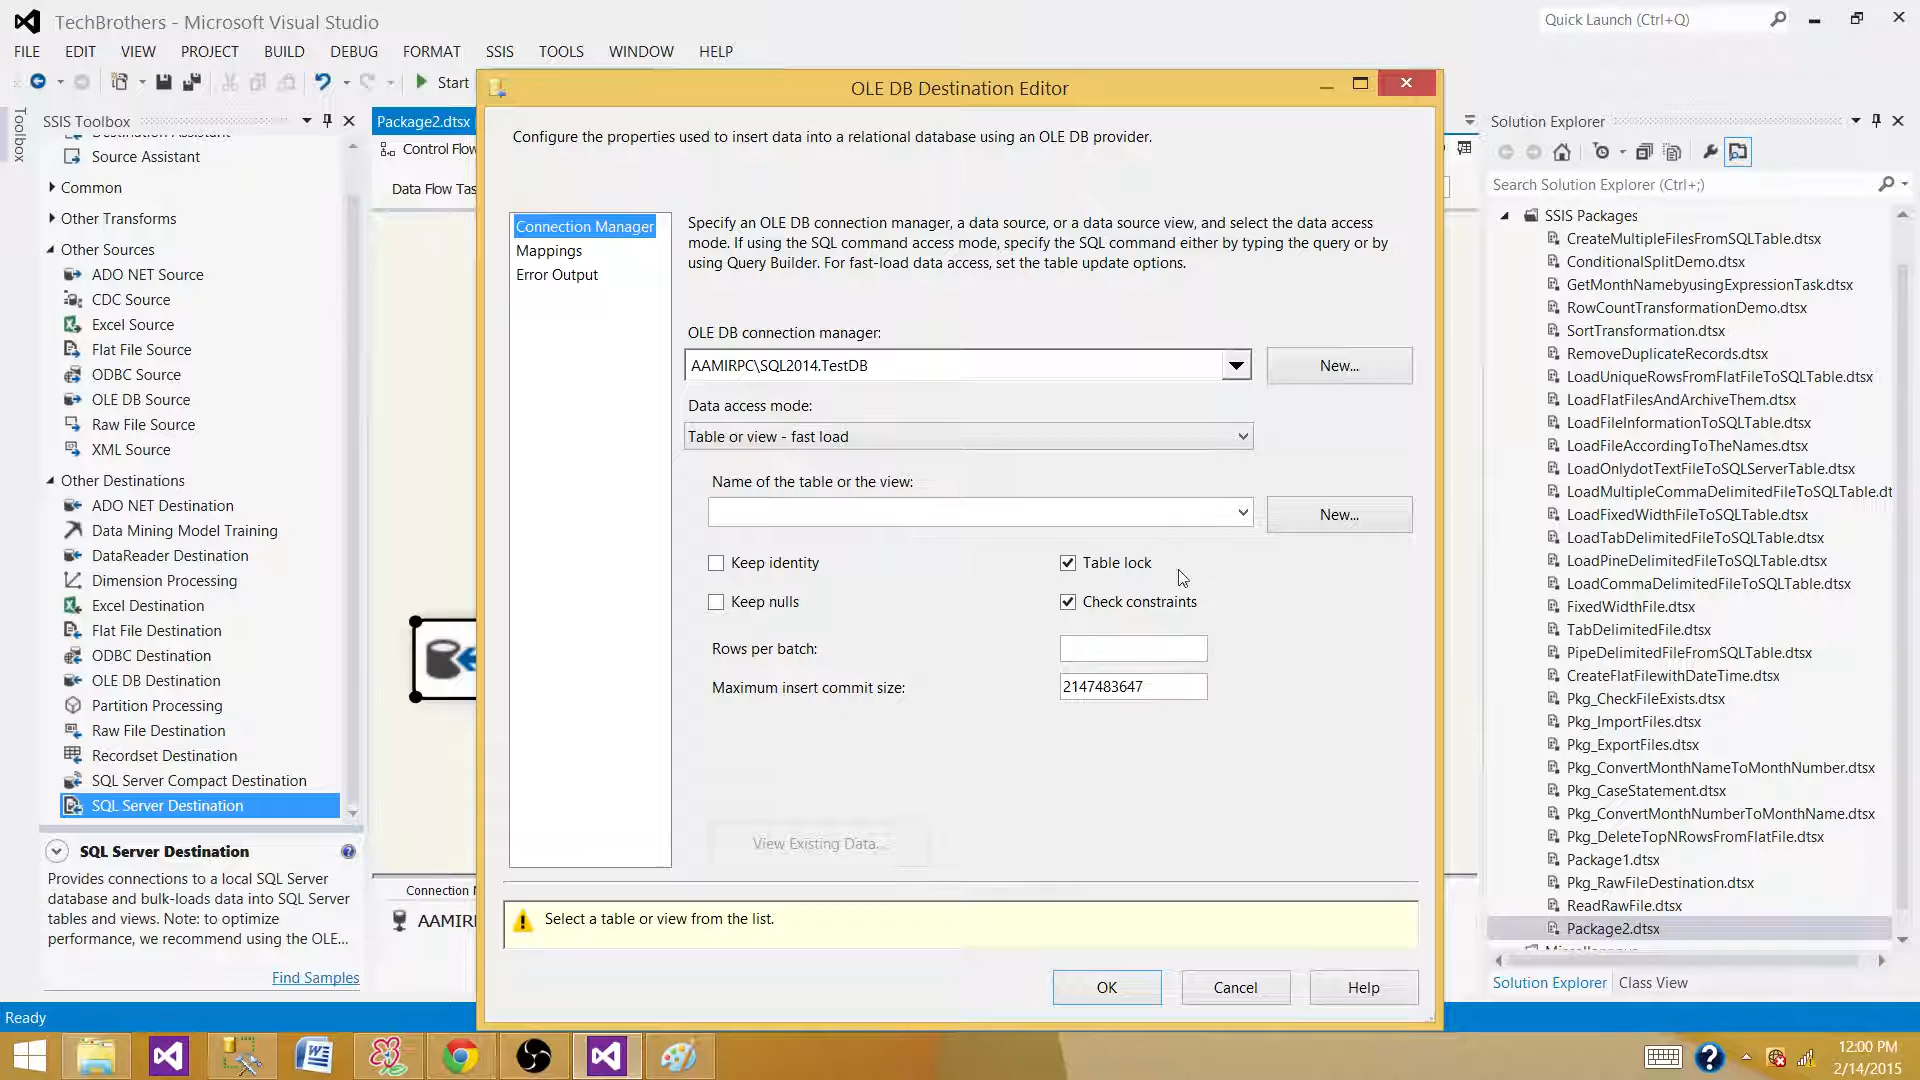 TechBrothers - Microsoft Visual Studio
Quick Launch (Ctrl+Q)
FILE EDIT VIEW PROJECT BUILD DEBUG FORMAT SSIS TOOLS WINDOW HELP
Start
Toolbox
SSIS Toolbox
Destination Assistant
Source Assistant
Common
Other Transforms
Other Sources
ADO NET Source
CDC Source
Excel Source
Flat File Source
ODBC Source
OLE DB Source
Raw File Source
XML Source
Other Destinations
ADO NET Destination
Data Mining Model Training
DataReader Destination
Dimension Processing
Excel Destination
Flat File Destination
ODBC Destination
OLE DB Destination
Partition Processing
Raw File Destination
Recordset Destination
SQL Server Compact Destination
SQL Server Destination
SQL Server Destination
Provides connections to a local SQL Server
database and bulk-loads data into SQL Server
tables and views. Note: to optimize
performance, we recommend using the OLE...
Find Samples
Package2.dtsx
Control Flow
Data Flow Tas
Connection
AAMIR
OLE DB Destination Editor
Configure the properties used to insert data into a relational database using an OLE DB provider.
Connection Manager
Mappings
Error Output
Specify an OLE DB connection manager, a data source, or a data source view, and select the data access
mode. If using the SQL command access mode, specify the SQL command either by typing the query or by
using Query Builder. For fast-load data access, set the table update options.
OLE DB connection manager:
AAMIRPC\SQL2014.TestDB
New...
Data access mode:
Table or view - fast load
Name of the table or the view:
New...
Keep identity
Table lock
Keep nulls
Check constraints
Rows per batch:
Maximum insert commit size:
2147483647
View Existing Data...
Select a table or view from the list.
OK
Cancel
Help
Solution Explorer
Search Solution Explorer (Ctrl+;)
SSIS Packages
CreateMultipleFilesFromSQLTable.dtsx
ConditionalSplitDemo.dtsx
GetMonthNamebyusingExpressionTask.dtsx
RowCountTransformationDemo.dtsx
SortTransformation.dtsx
RemoveDuplicateRecords.dtsx
LoadUniqueRowsFromFlatFileToSQLTable.dtsx
LoadFlatFilesAndArchiveThem.dtsx
LoadFileInformationToSQLTable.dtsx
LoadFileAccordingToTheNames.dtsx
LoadOnlydotTextFileToSQLServerTable.dtsx
LoadMultipleCommaDelimitedFileToSQLTable.dt
LoadFixedWidthFileToSQLTable.dtsx
LoadTabDelimitedFileToSQLTable.dtsx
LoadPineDelimitedFileToSQLTable.dtsx
LoadCommaDelimitedFileToSQLTable.dtsx
FixedWidthFile.dtsx
TabDelimitedFile.dtsx
PipeDelimitedFileFromSQLTable.dtsx
CreateFlatFilewithDateTime.dtsx
Pkg_CheckFileExists.dtsx
Pkg_ImportFiles.dtsx
Pkg_ExportFiles.dtsx
Pkg_ConvertMonthNameToMonthNumber.dtsx
Pkg_CaseStatement.dtsx
Pkg_ConvertMonthNumberToMonthName.dtsx
Pkg_DeleteTopNRowsFromFlatFile.dtsx
Package1.dtsx
Pkg_RawFileDestination.dtsx
ReadRawFile.dtsx
Package2.dtsx
Solution Explorer
Class View
Ready
12:00 PM
2/14/2015